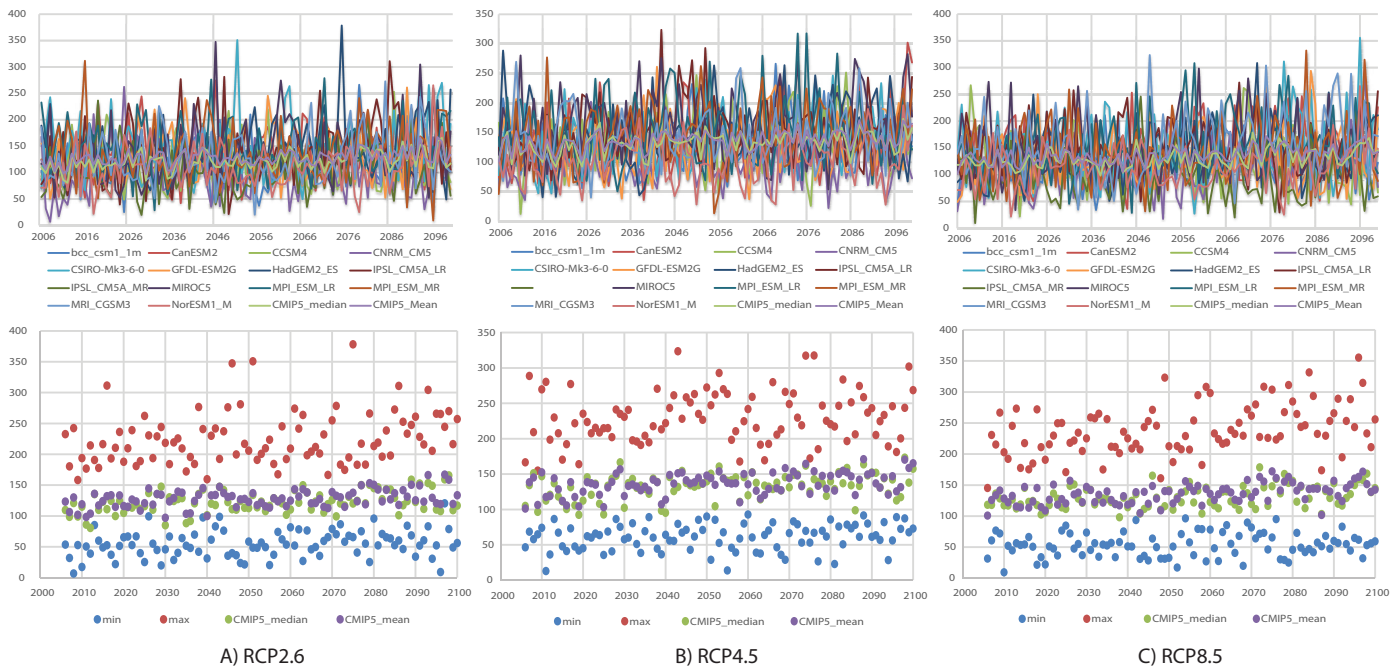 400
350
300
250
200
150
100
50
0
2006 2016 2026 2036 2046 2056 2066 2076 2086 2096
bcc_csm1_1m CanESM2 CCSM4 CNRM_CM5
CSIRO-Mk3-6-0 GFDL-ESM2G HadGEM2_ES IPSL_CM5A_LR
IPSL_CM5A_MR MIROC5 MPI_ESM_LR MPI_ESM_MR
MRI_CGSM3 NorESM1_M CMIP5_median CMIP5_Mean
350
300
250
200
150
100
50
0
2006 2016 2026 2036 2046 2056 2066 2076 2086 2096
bcc_csm1_1m CanESM2 CCSM4 CNRM_CM5
CSIRO-Mk3-6-0 GFDL-ESM2G HadGEM2_ES IPSL_CM5A_LR
MIROC5 MPI_ESM_LR MPI_ESM_MR
MRI_CGSM3 NorESM1_M CMIP5_median CMIP5_Mean
400
350
300
250
200
150
100
50
0
2006 2016 2026 2036 2046 2056 2066 2076 2086 2096
bcc_csm1_1m CanESM2 CCSM4 CNRM_CM5
CSIRO-Mk3-6-0 GFDL-ESM2G HadGEM2_ES IPSL_CM5A_LR
IPSL_CM5A_MR MIROC5 MPI_ESM_LR MPI_ESM_MR
MRI_CGSM3 NorESM1_M CMIP5_median CMIP5_Mean
400
350
300
250
200
150
100
50
0
2000 2010 2020 2030 2040 2050 2060 2070 2080 2090 2100
min max CMIP5_median CMIP5_mean
A) RCP2.6
350
300
250
200
150
100
50
0
2000 2010 2020 2030 2040 2050 2060 2070 2080 2090 2100
min max CMIP5_median CMIP5_mean
B) RCP4.5
400
350
300
250
200
150
100
50
0
2000 2010 2020 2030 2040 2050 2060 2070 2080 2090 2100
min max CMIP5_median CMIP5_mean
C) RCP8.5